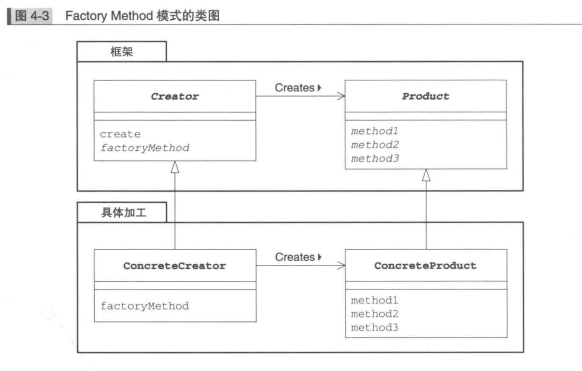 图 4-3 Factory Method 模式的类图
框架
Creator
Creates
Product
create
factoryMethod
method1
method2
method3
具体加工
ConcreteCreator
Creates
ConcreteProduct
factoryMethod
method1
method2
method3